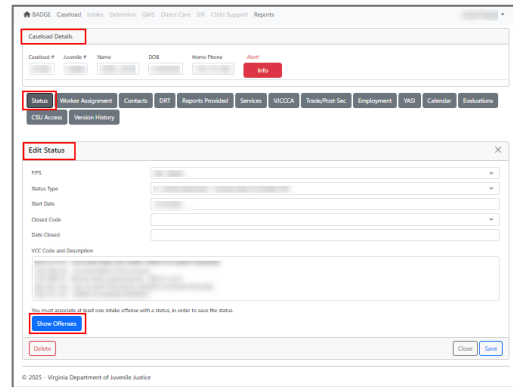 BADGE Caseload Intake Detention GMS Direct Care SIR Child Support Reports
Caseload Details
Caseload # Juvenile # Name DOB Home Phone Alert!
Info
Status Worker Assignment Contacts DRT Reports Provided Services VJCCCA Trade/Post-Sec Employment YASI Calendar Evaluations
CSU Access Version History
Edit Status
FIPS
Status Type
Start Date
Closed Code
Date Closed
VCC Code and Description
You must associate at least one intake offense with a status, in order to save the status.
Show Offenses
Delete Close Save
© 2025 - Virginia Department of Juvenile Justice